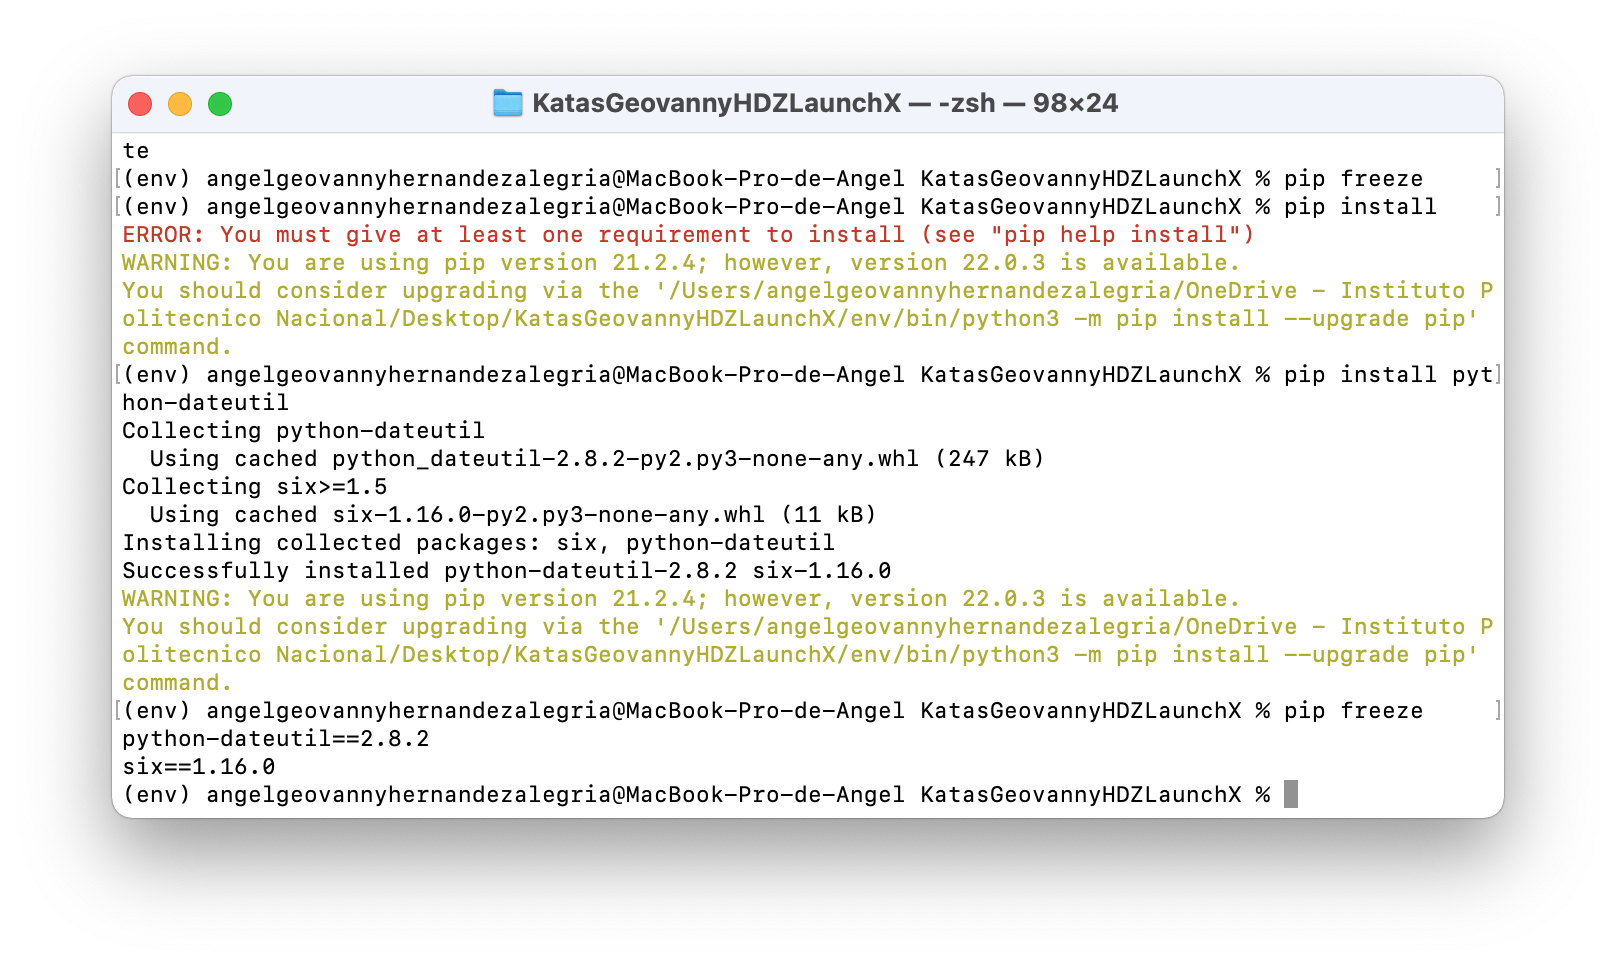 KatasGeovannyHDZLaunchX — -zsh — 98×24
te
[(env) angelgeovannyhernandezalegria@MacBook-Pro-de-Angel KatasGeovannyHDZLaunchX % pip freeze ]
[(env) angelgeovannyhernandezalegria@MacBook-Pro-de-Angel KatasGeovannyHDZLaunchX % pip install ]
ERROR: You must give at least one requirement to install (see "pip help install")
WARNING: You are using pip version 21.2.4; however, version 22.0.3 is available.
You should consider upgrading via the '/Users/angelgeovannyhernandezalegria/OneDrive - Instituto P
olitecnico Nacional/Desktop/KatasGeovannyHDZLaunchX/env/bin/python3 -m pip install --upgrade pip'
command.
[(env) angelgeovannyhernandezalegria@MacBook-Pro-de-Angel KatasGeovannyHDZLaunchX % pip install pyt]
hon-dateutil
Collecting python-dateutil
  Using cached python_dateutil-2.8.2-py2.py3-none-any.whl (247 kB)
Collecting six>=1.5
  Using cached six-1.16.0-py2.py3-none-any.whl (11 kB)
Installing collected packages: six, python-dateutil
Successfully installed python-dateutil-2.8.2 six-1.16.0
WARNING: You are using pip version 21.2.4; however, version 22.0.3 is available.
You should consider upgrading via the '/Users/angelgeovannyhernandezalegria/OneDrive - Instituto P
olitecnico Nacional/Desktop/KatasGeovannyHDZLaunchX/env/bin/python3 -m pip install --upgrade pip'
command.
[(env) angelgeovannyhernandezalegria@MacBook-Pro-de-Angel KatasGeovannyHDZLaunchX % pip freeze ]
python-dateutil==2.8.2
six==1.16.0
(env) angelgeovannyhernandezalegria@MacBook-Pro-de-Angel KatasGeovannyHDZLaunchX %